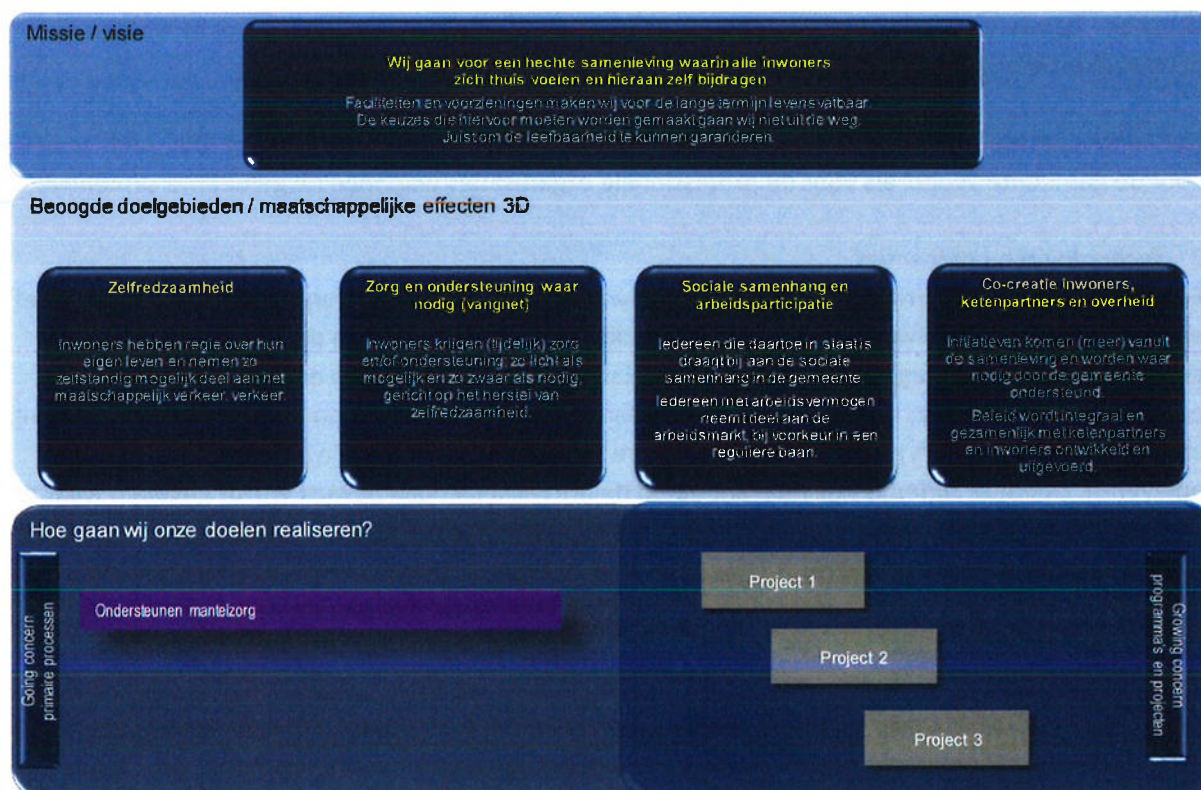 Missie / visie
Wij gaan voor een hechte samenleving waarin alle inwoners
zich thuis voelen en hieraan zelf bijdragen
Faciliteiten en voorzieningen maken wij voor de lange termijn levensvatbaar.
De keuzes die hiervoor moeten worden gemaakt gaan wij niet uit de weg.
Juist om de leefbaarheid te kunnen garanderen.
Beoogde doelgebieden / maatschappelijke effecten 3D
Zelfredzaamheid
Inwoners hebben regie over hun
eigen leven en nemen zo
zelfstandig mogelijk deel aan het
maatschappelijk verkeer. verkeer.
Zorg en ondersteuning waar
nodig (vangnet)
Inwoners krijgen (tijdelijk) zorg
en/of ondersteuning; zo licht als
mogelijk en zo zwaar als nodig,
gericht op het herstel van
zelfredzaamheid.
Sociale samenhang en
arbeidsparticipatie
Iedereen die daartoe in staat is
draagt bij aan de sociale
samenhang in de gemeente.
Iedereen met arbeidsvermogen
neemt deel aan de
arbeidsmarkt, bij voorkeur in een
reguliere baan.
Co-creatie inwoners,
ketenpartners en overheid
Initiatieven komen (meer) vanuit
de samenleving en worden waar
nodig door de gemeente
ondersteund.
Beleid wordt integraal en
gezamenlijk met ketenpartners
en inwoners ontwikkeld en
uitgevoerd.
Hoe gaan wij onze doelen realiseren?
Going concern
primaire processen
Ondersteunen mantelzorg
Project 1
Project 2
Project 3
Growing concern
programma's en projecten